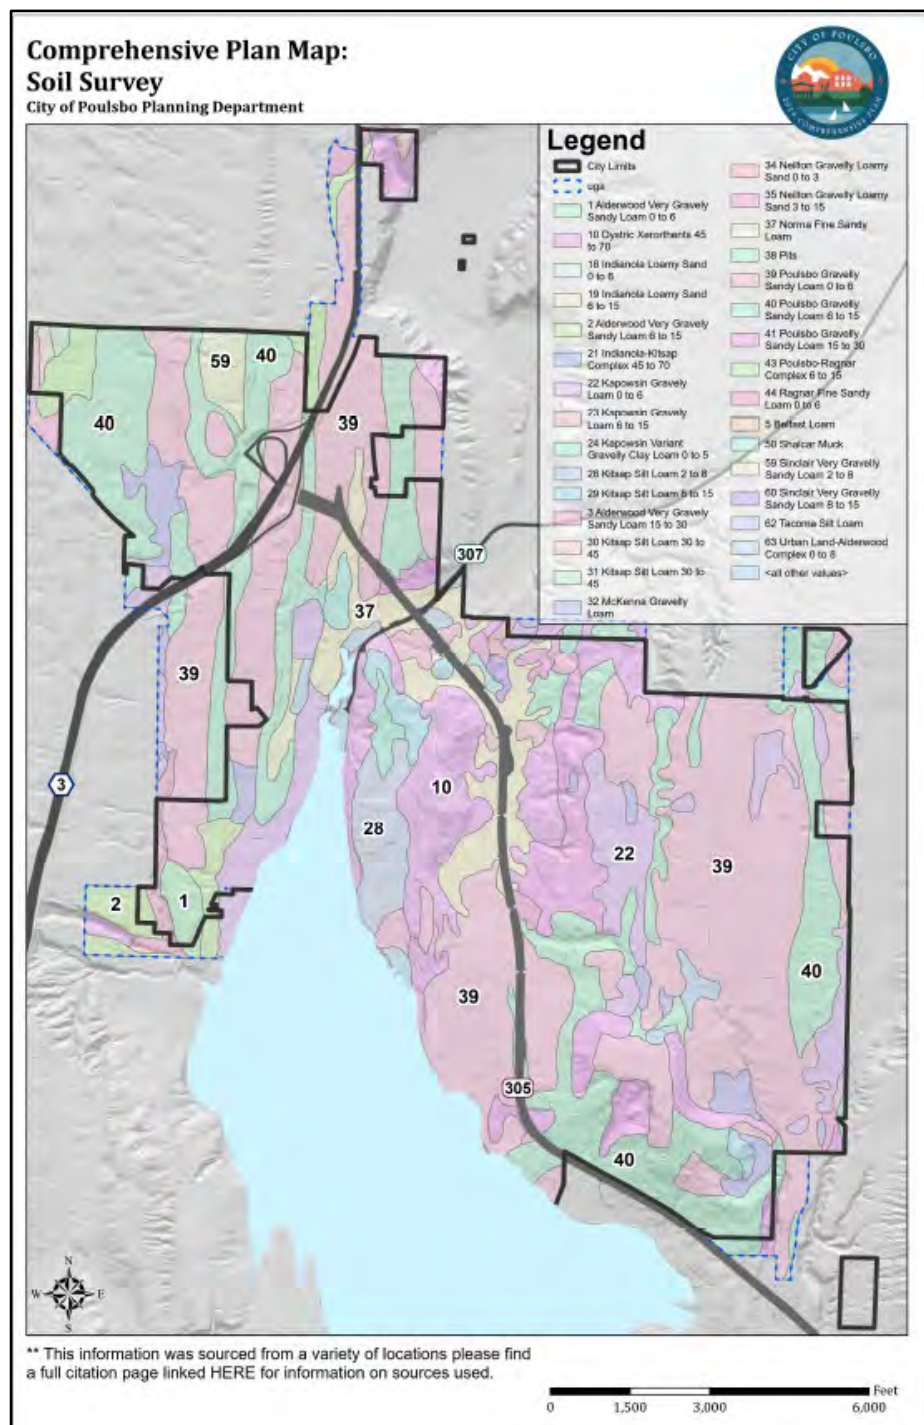 Comprehensive Plan Map:
Soil Survey
City of Poulsbo Planning Department
CITY OF POULSBO
2024 COMPREHENSIVE PLAN
Legend
City Limits
uga
1 Alderwood Very Gravely
Sandy Loam 0 to 6
10 Dystric Xerorthents 45
to 70
18 Indianola Loamy Sand
0 to 6
19 Indianola Loamy Sand
6 to 15
2 Alderwood Very Gravely
Sandy Loam 6 to 15
21 Indianola-Kitsap
Complex 45 to 70
22 Kapowsin Gravely
Loam 0 to 6
23 Kapowsin Gravely
Loam 6 to 15
24 Kapowsin Variant
Gravelly Clay Loam 0 to 5
28 Kitsap Silt Loam 2 to 8
29 Kitsap Silt Loam 8 to 15
3 Alderwood Very Gravely
Sandy Loam 15 to 30
30 Kitsap Silt Loam 30 to
45
31 Kitsap Silt Loam 30 to
45
32 McKenna Gravelly
Loam
34 Neilton Gravelly Loamy
Sand 0 to 3
35 Neilton Gravelly Loamy
Sand 3 to 15
37 Norma Fine Sandy
Loam
38 Pits
39 Poulsbo Gravelly
Sandy Loam 0 to 6
40 Poulsbo Gravelly
Sandy Loam 6 to 15
41 Poulsbo Gravelly
Sandy Loam 15 to 30
43 Poulsbo-Ragnar
Complex 6 to 15
44 Ragnar Fine Sandy
Loam 0 to 6
5 Belfast Loam
50 Shalcar Muck
59 Sinclair Very Gravelly
Sandy Loam 2 to 8
60 Sinclair Very Gravelly
Sandy Loam 8 to 15
62 Tacoma Silt Loam
63 Urban Land-Alderwood
Complex 0 to 8
<all other values>
59
40
40
39
307
37
39
3
10
28
22
39
2
1
40
39
305
40
N
W
E
S
** This information was sourced from a variety of locations please find
a full citation page linked HERE for information on sources used.
Feet
0 1,500 3,000 6,000